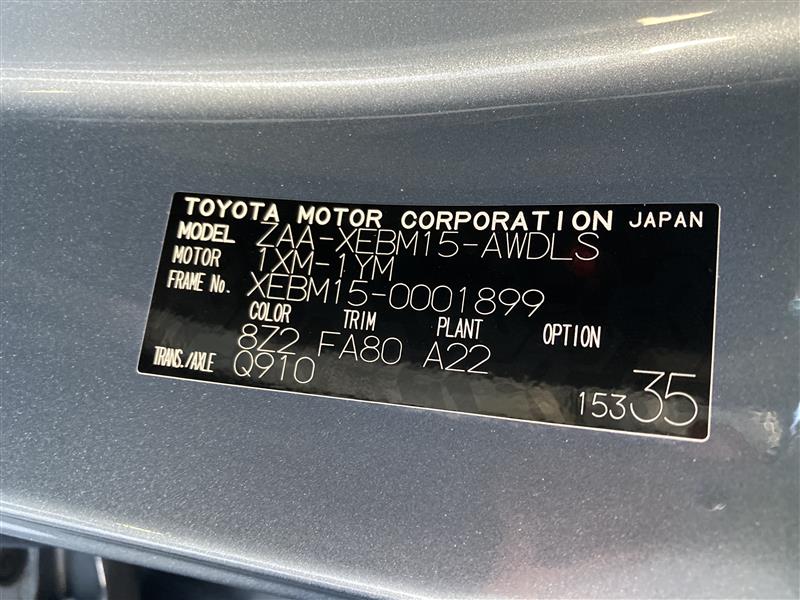 TOYOTA MOTOR CORPORATION JAPAN
MODEL ZAA-XEBM15-AWDLS
MOTOR 1XM-1YM
FRAME No. XEBM15-0001899
COLOR TRIM PLANT OPTION
8Z2 FA80 A22
TRANS./AXLE Q910
15335